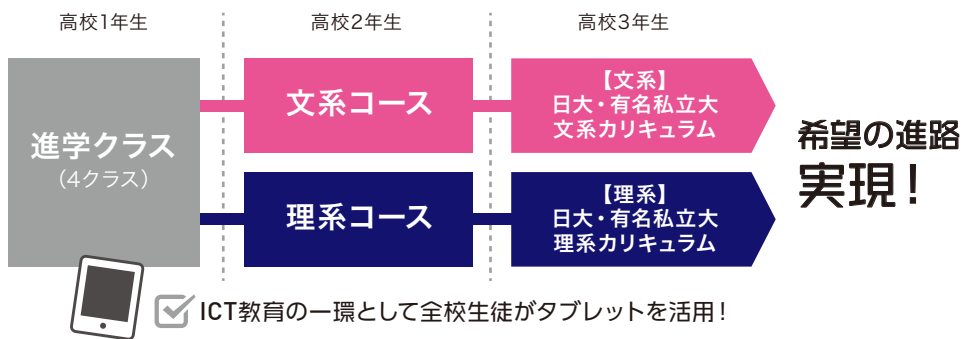 高校1年生
高校2年生
高校3年生
進学クラス
(4クラス)
文系コース
【文系】
日大・有名私立大
文系カリキュラム
理系コース
【理系】
日大・有名私立大
理系カリキュラム
希望の進路
実現！
ICT教育の一環として全校生徒がタブレットを活用！